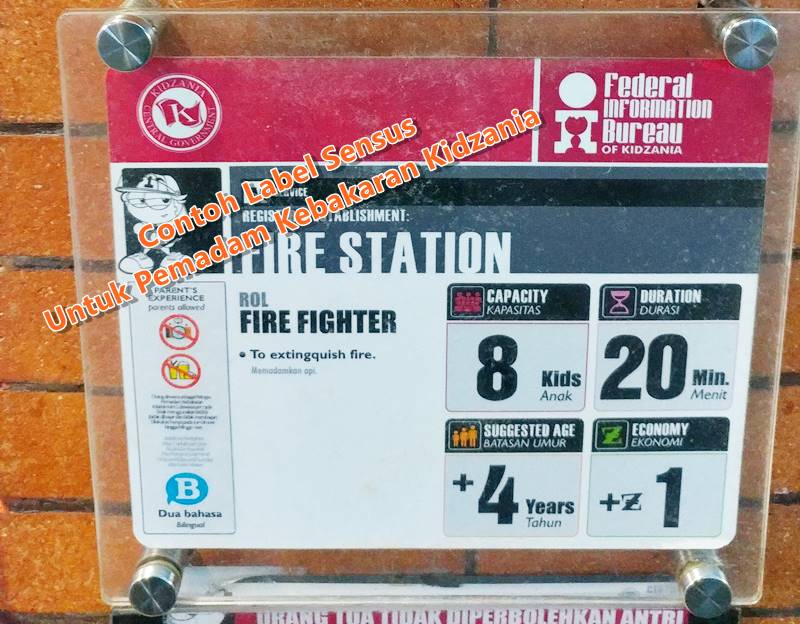 KIDZANIA
CENTRAL GOVERNMENT
K
Federal
INFORMATION
Bureau
OF KIDZANIA
Contoh Label Sensus
Untuk Pemadam Kebakaran Kidzania
FIRE STATION
PARENT'S
EXPERIENCE
parents allowed
B
Dua bahasa
Bilingual
ROL
FIRE FIGHTER
• To extingquish fire.
Memadamkan api.
CAPACITY
KAPASITAS
8 Kids
Anak
DURATION
DURASI
20 Min.
Menit
SUGGESTED AGE
BATASAN UMUR
+4 Years
Tahun
ECONOMY
EKONOMI
+Z 1
ORANG TUA TIDAK DIPERBOLEHKAN ANTRI